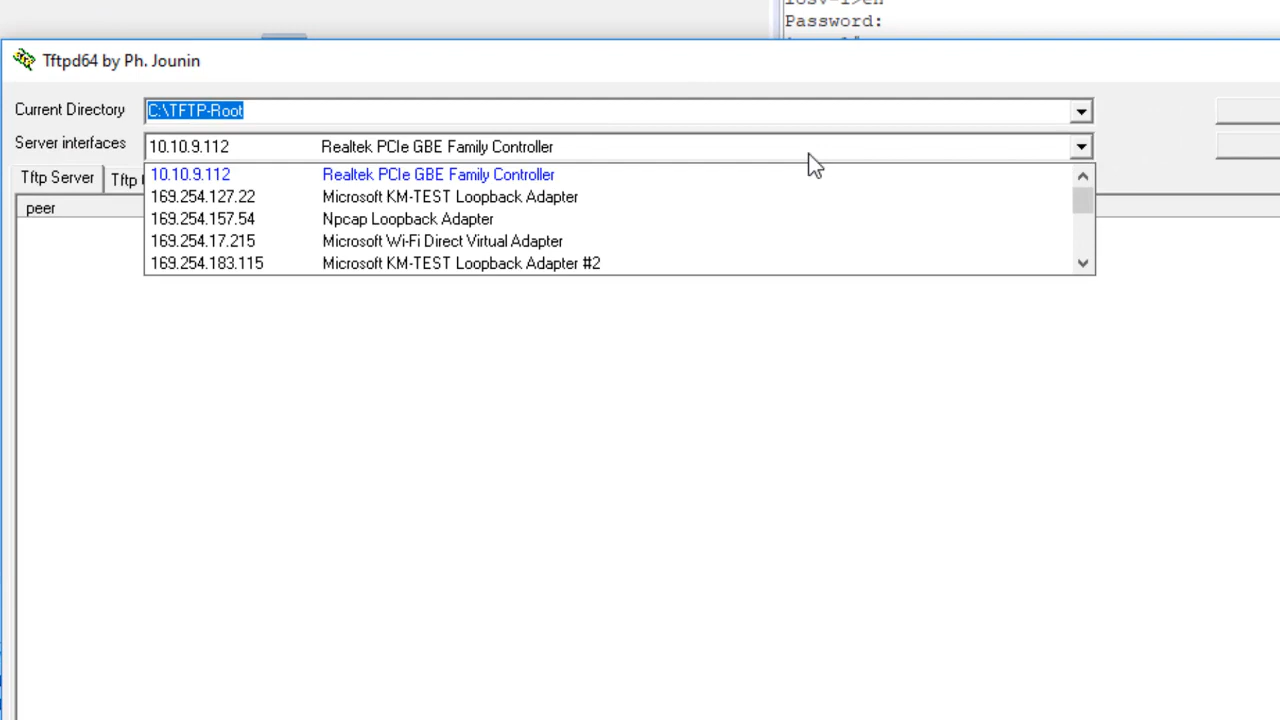 Password:
Tftpd64 by Ph. Jounin
Current Directory C:\TFTP-Root
Server interfaces 10.10.9.112 Realtek PCIe GBE Family Controller
Tftp Server Tftp
10.10.9.112 Realtek PCIe GBE Family Controller
169.254.127.22 Microsoft KM-TEST Loopback Adapter
peer
169.254.157.54 Npcap Loopback Adapter
169.254.17.215 Microsoft Wi-Fi Direct Virtual Adapter
169.254.183.115 Microsoft KM-TEST Loopback Adapter #2